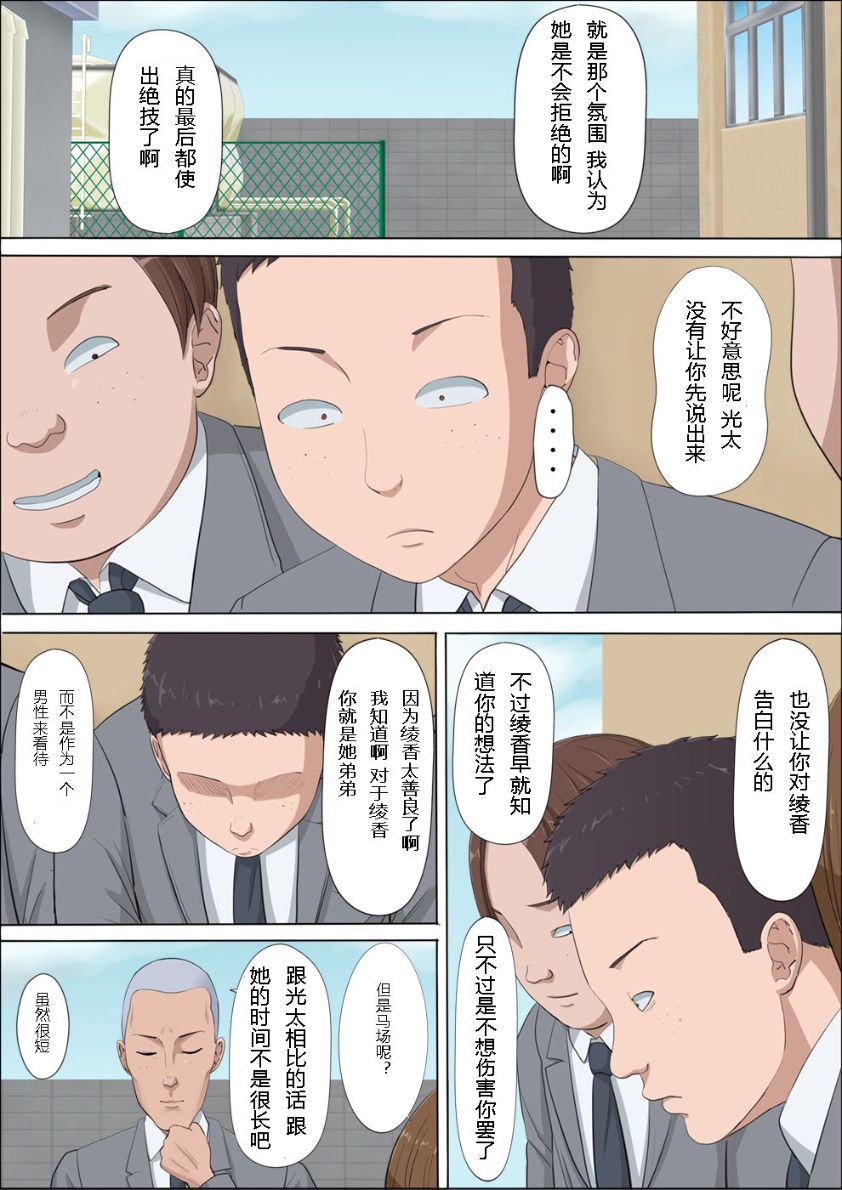 就是那个氛围 我认为
她是不会拒绝的啊
真的最后都使
出绝技了啊
不好意思呢 光太
没有让你先说出来
・・・・
也没让你对绫香
告白什么的
不过绫香早就知
道你的想法了
只不过是不想伤害你罢了
因为绫香太善良了啊
我知道啊 对于绫香
你就是她弟弟
而不是作为一个
男性来看待
但是马场呢?
跟光太相比的话 跟
她的时间不是很长吧
虽然很短